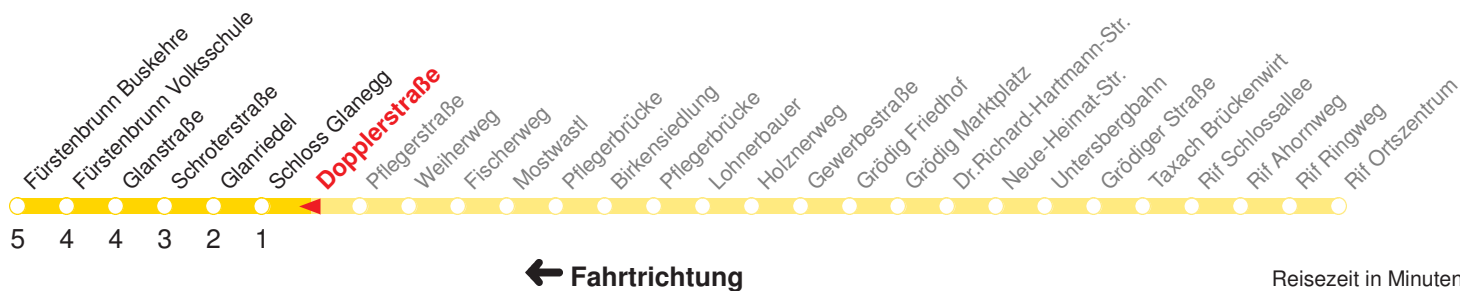 Fürstenbrunn Buskehre
Fürstenbrunn Volksschule
Glanstraße
Schroterstraße
Glanriedel
Schloss Glanegg
Dopplerstraße
Pflegerstraße
Weiherweg
Fischerweg
Mostwastl
Pflegerbrücke
Birkensiedlung
Pflegerbrücke
Lohnerbauer
Holznerweg
Gewerbestraße
Grödig Friedhof
Grödig Marktplatz
Dr.Richard-Hartmann-Str.
Neue-Heimat-Str.
Untersbergbahn
Grödiger Straße
Taxach Brückenwirt
Rif Schlossallee
Rif Ahornweg
Rif Ringweg
Rif Ortszentrum
5 4 4 3 2 1
Fahrtrichtung
Reisezeit in Minuten